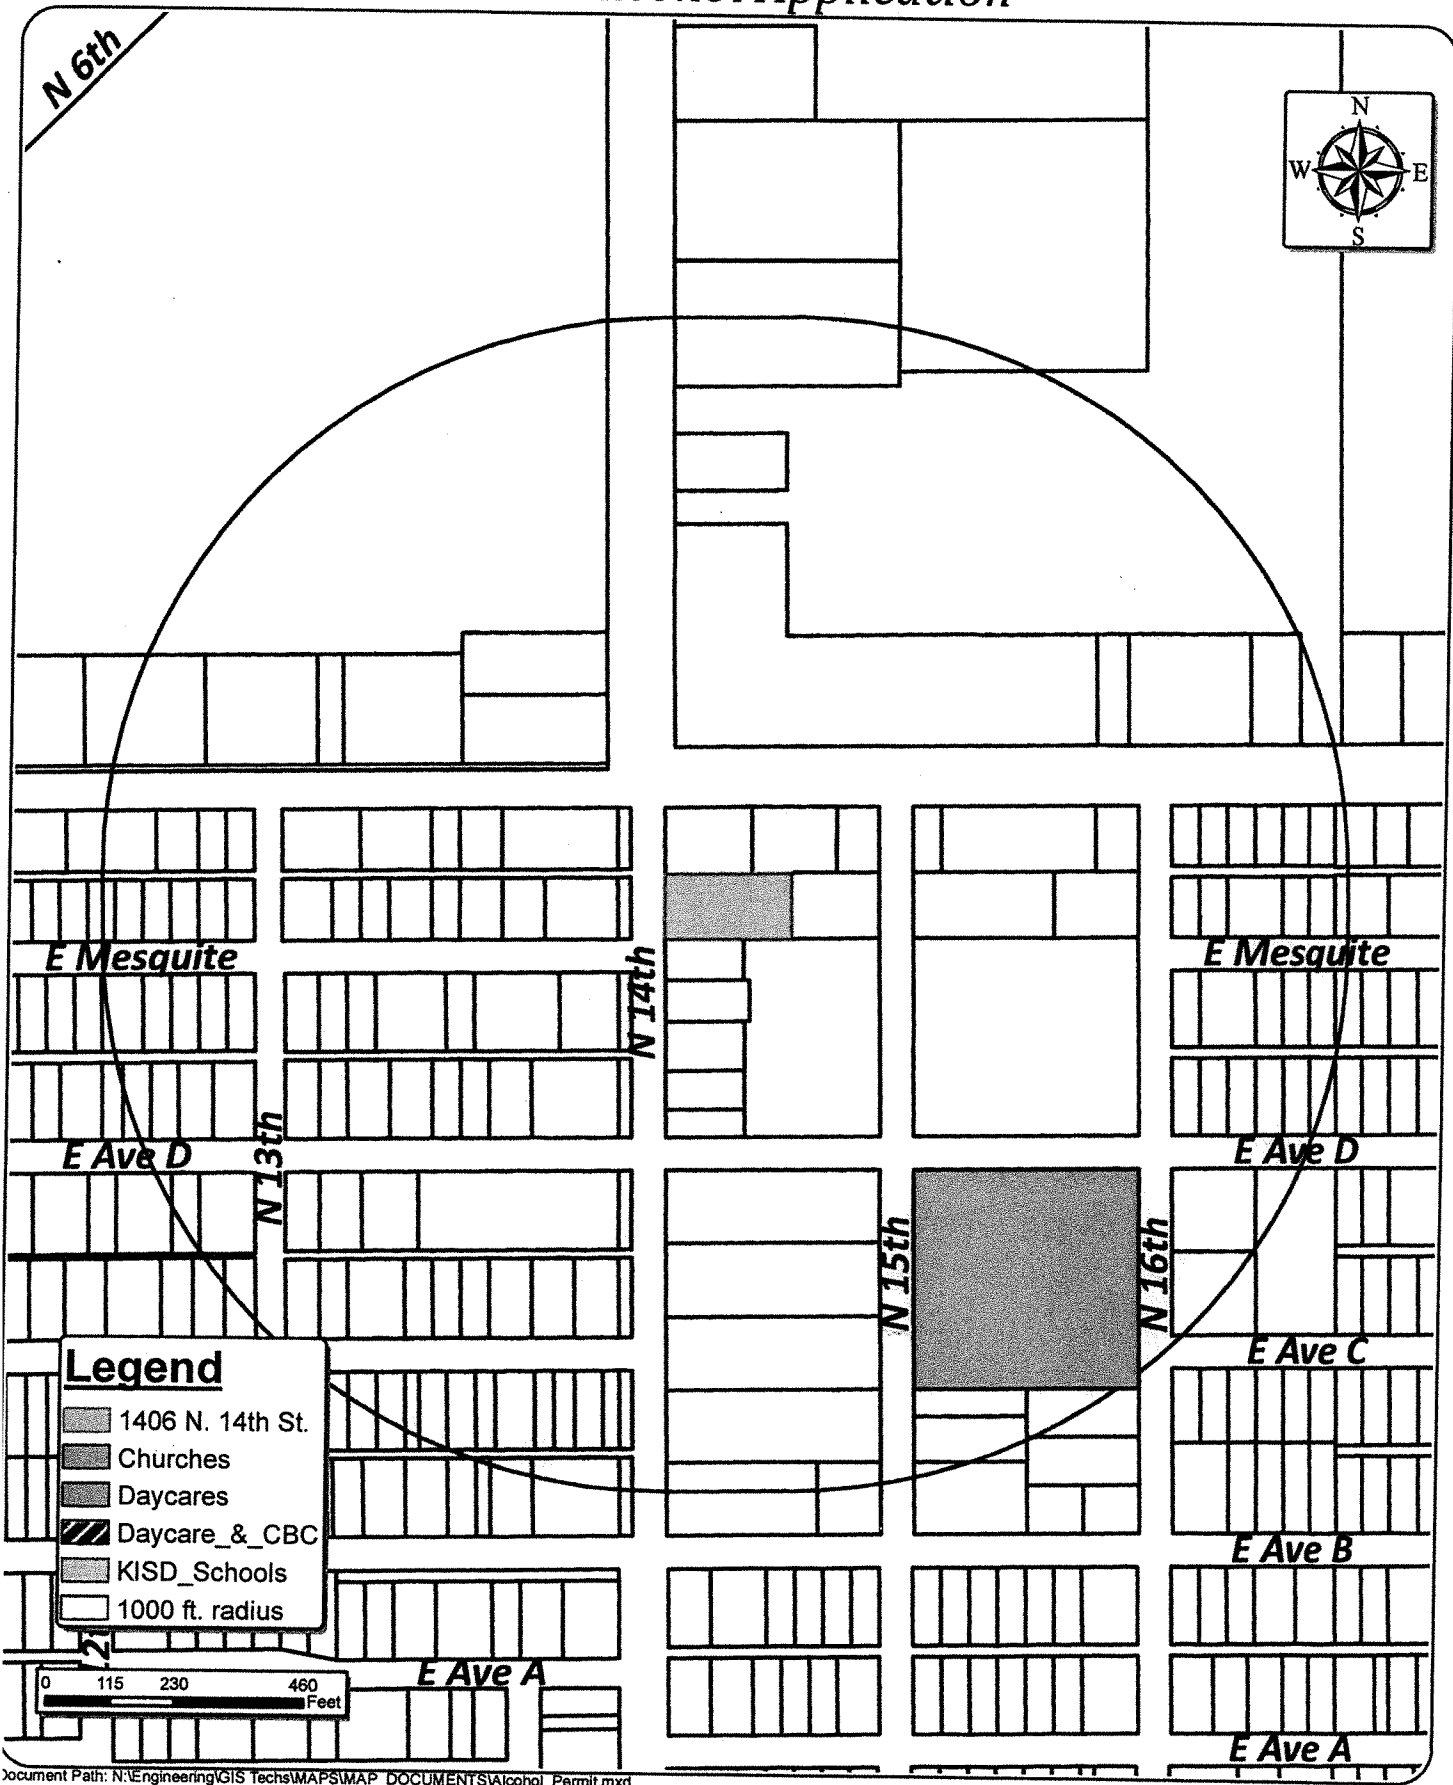 Application
N 6th
N
W E
S
E Mesquite
E Mesquite
N 14th
E Ave D
N 13th
E Ave D
N 15th
N 16th
E Ave C
Legend
1406 N. 14th St.
Churches
Daycares
Daycare_&_CBC
KISD_Schools
1000 ft. radius
E Ave B
E Ave A
0 115 230 460
Feet
E Ave A
Document Path: N:\Engineering\GIS Techs\MAPS\MAP_DOCUMENTS\Alcohol_Permit.mxd